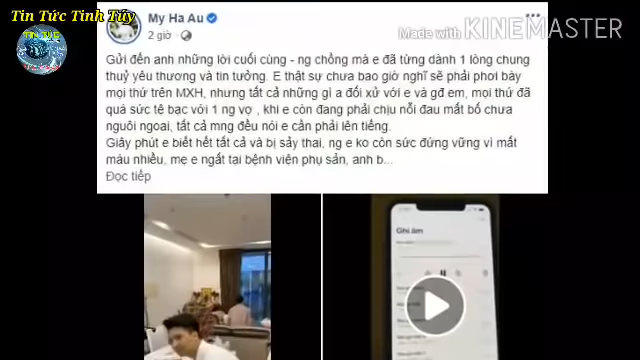 Tin Tức Tinh Túy
TIN TỨC
My Ha Au
2 giờ
Made with KINEMASTER
Gửi đến anh những lời cuối cùng - ng chồng mà e đã từng dành 1 lòng chung
thuỷ yêu thương và tin tưởng. E thật sự chưa bao giờ nghĩ sẽ phải phơi bày
mọi thứ trên MXH, nhưng tất cả những gì a đối xử với e và gđ em, mọi thứ đã
quá sức tệ bạc với 1 ng vợ , khi e còn đang phải chịu nỗi đau mất bố chưa
nguôi ngoai, tất cả mng đều nói e cần phải lên tiếng.
Giây phút e biết hết tất cả và bị sảy thai, ng e ko còn sức đứng vững vì mất
máu nhiều, mẹ e ngất tại bệnh viện phụ sản, anh b...
Đọc tiếp
Ghi âm